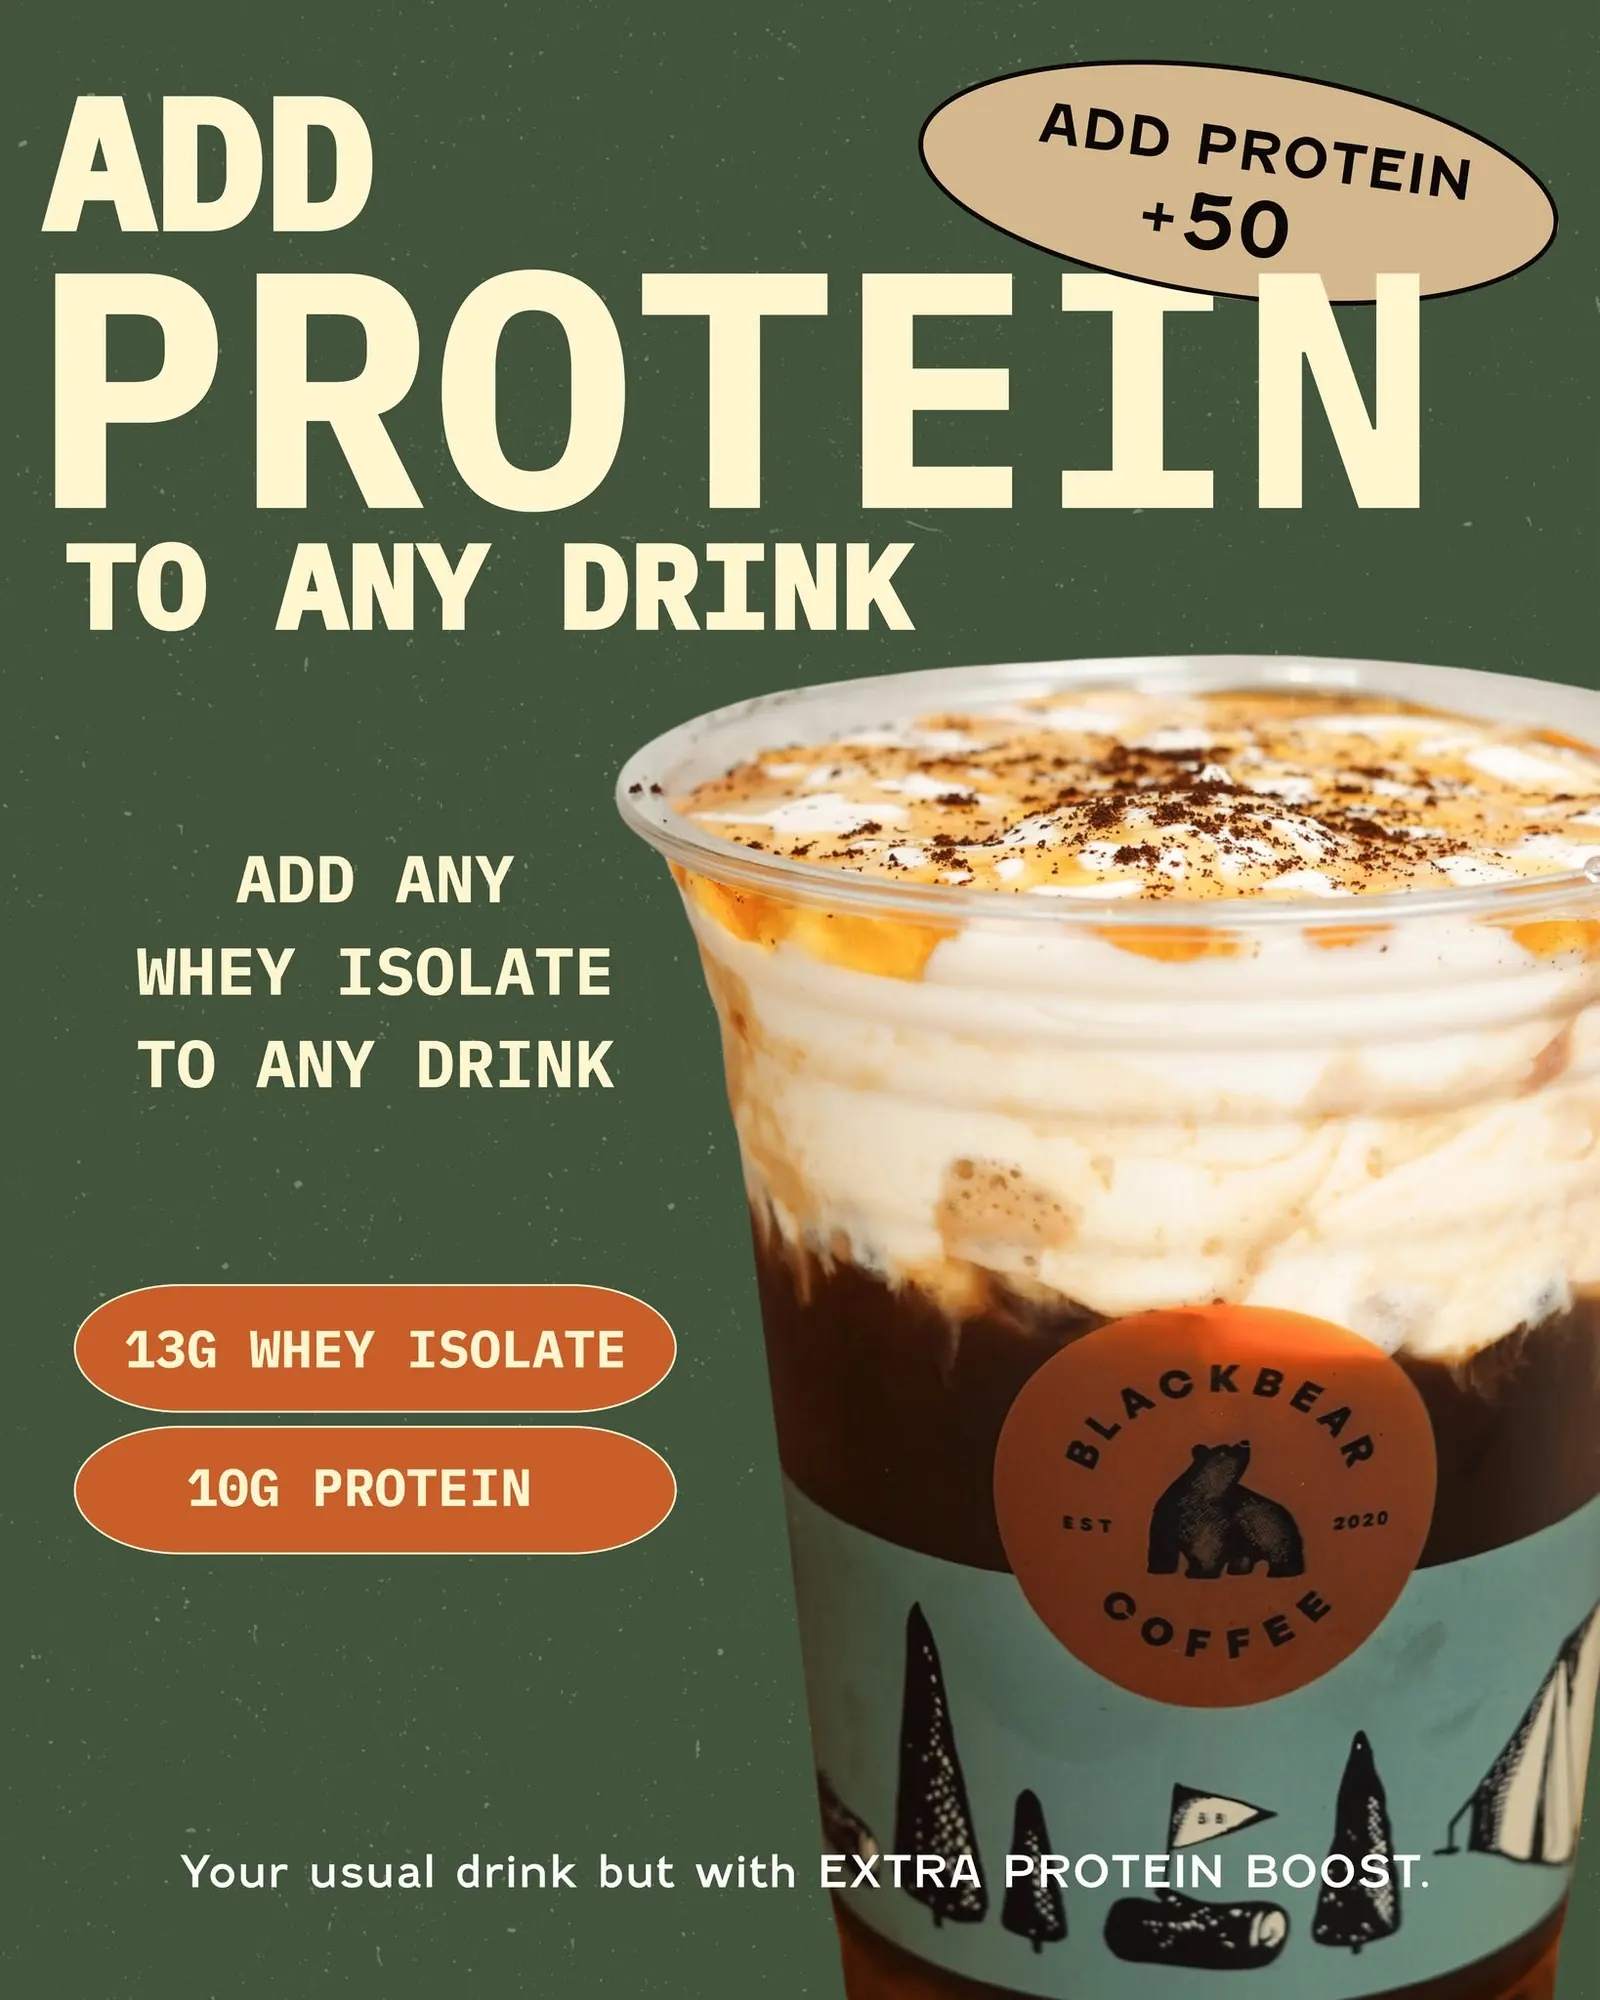 ADD
ADD PROTEIN
+50
PROTEIN
TO ANY DRINK
ADD ANY
WHEY ISOLATE
TO ANY DRINK
13G WHEY ISOLATE
10G PROTEIN
BLACKBEAR
EST 2020
COFFEE
BB
Your usual drink but with EXTRA PROTEIN BOOST.